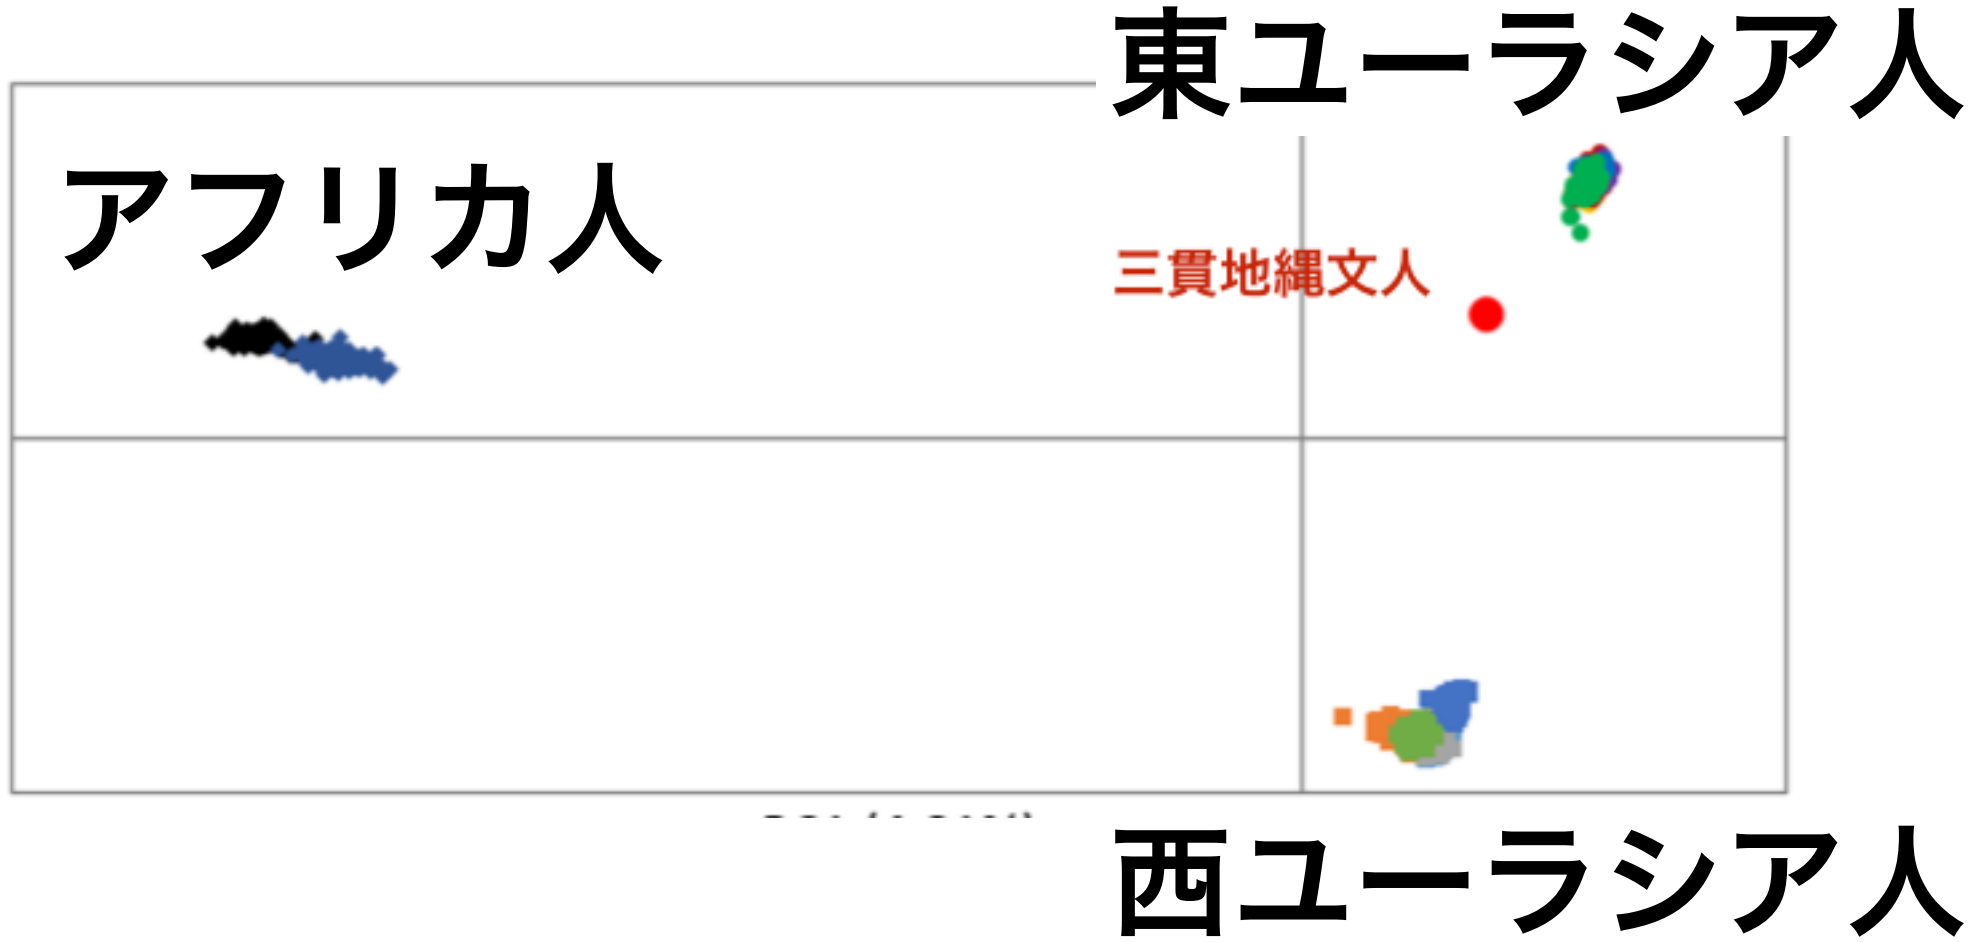 東ユーラシア人
アフリカ人
三貫地縄文人
西ユーラシア人